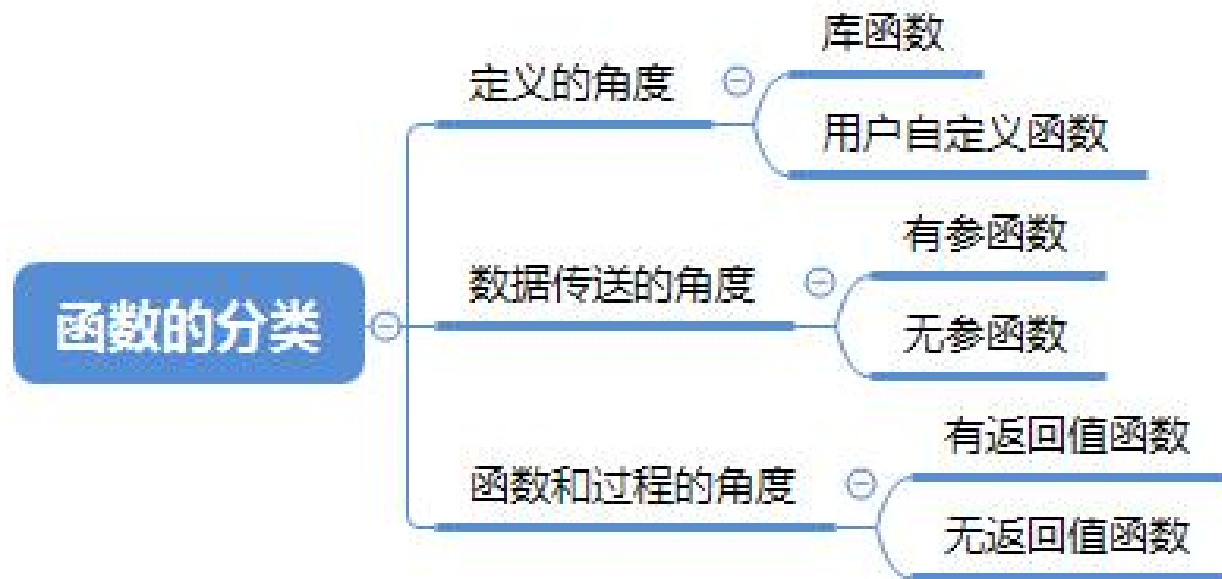 函数的分类
定义的角度
库函数
用户自定义函数
数据传送的角度
有参函数
无参函数
函数和过程的角度
有返回值函数
无返回值函数